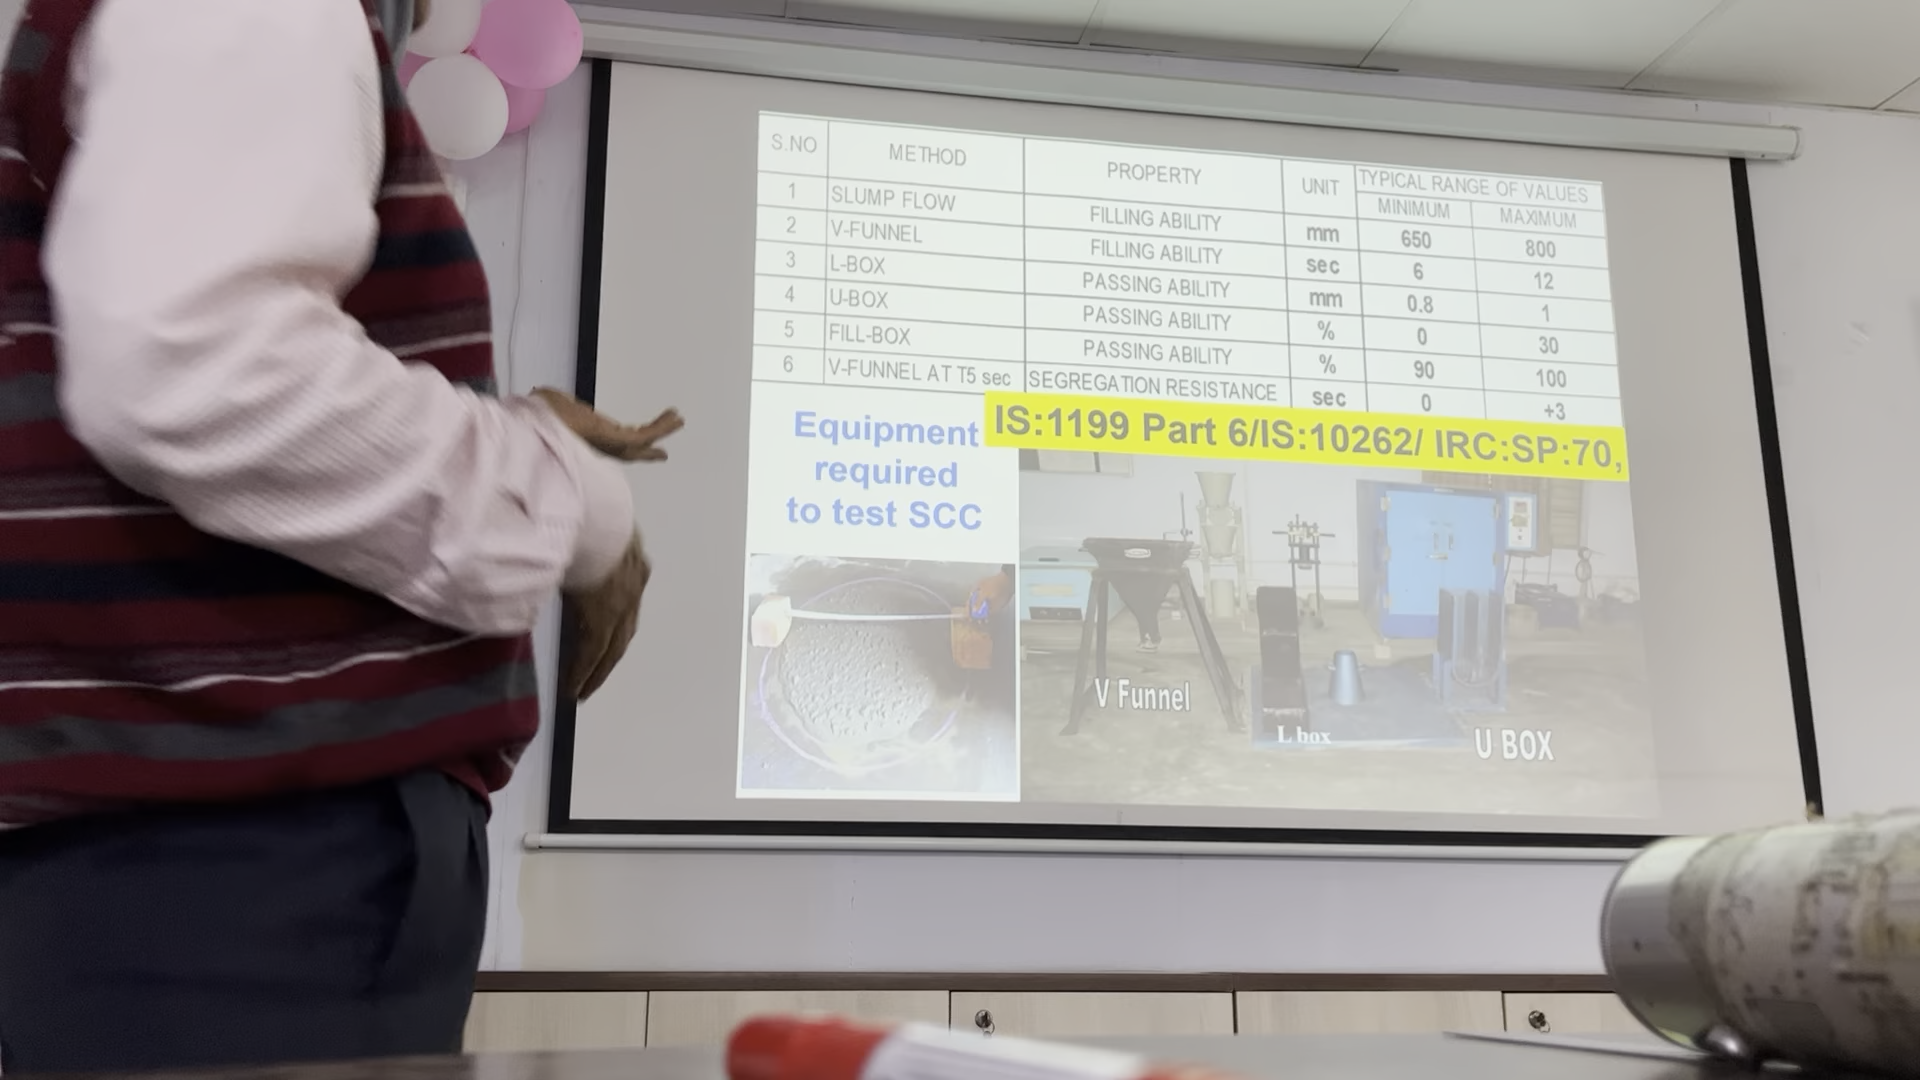 S.NO METHOD PROPERTY UNIT TYPICAL RANGE OF VALUES
MINIMUM MAXIMUM
1 SLUMP FLOW FILLING ABILITY mm 650 800
2 V-FUNNEL FILLING ABILITY sec 6 12
3 L-BOX PASSING ABILITY mm 0.8 1
4 U-BOX PASSING ABILITY % 0 30
5 FILL-BOX PASSING ABILITY % 90 100
6 V-FUNNEL AT T5 sec SEGREGATION RESISTANCE sec 0 +3
IS:1199 Part 6/IS:10262/ IRC:SP:70,
Equipment
required
to test SCC
V Funnel
L box
U BOX